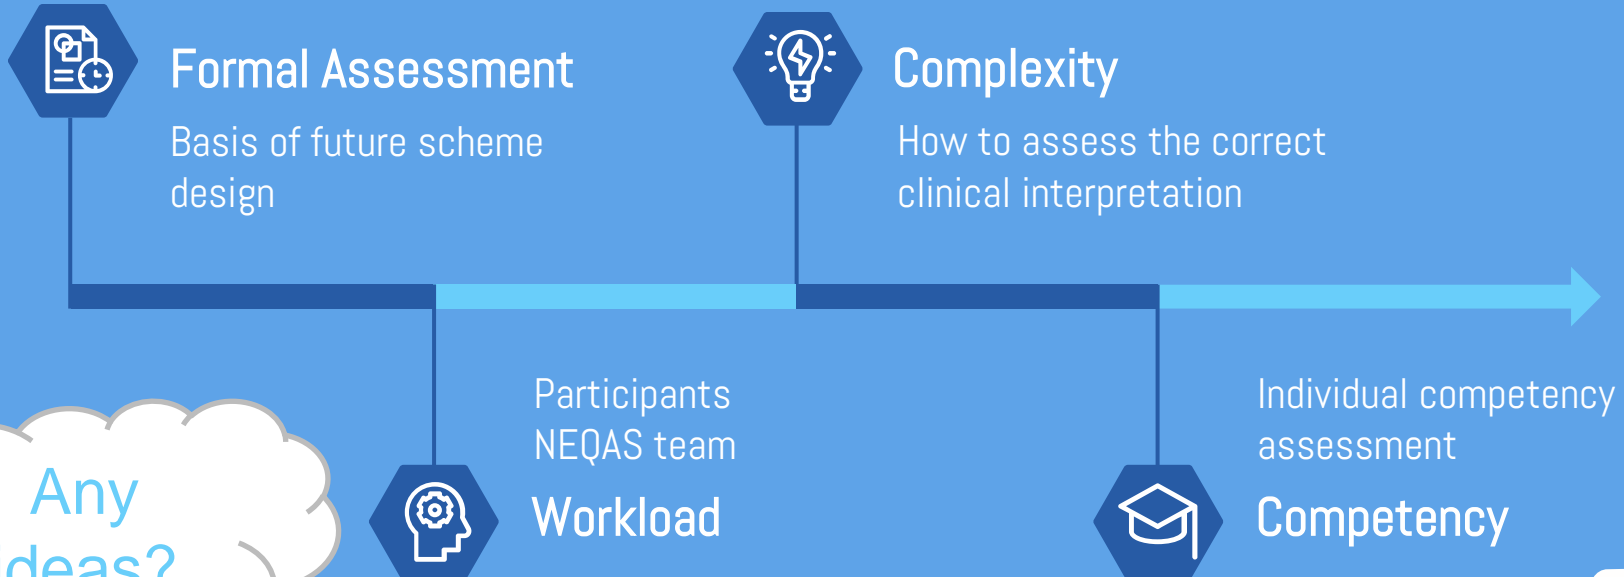 Formal Assessment
Basis of future scheme
design
Complexity
How to assess the correct
clinical interpretation
Participants
NEQAS team
Workload
Individual competency
assessment
Competency
Any
deas?